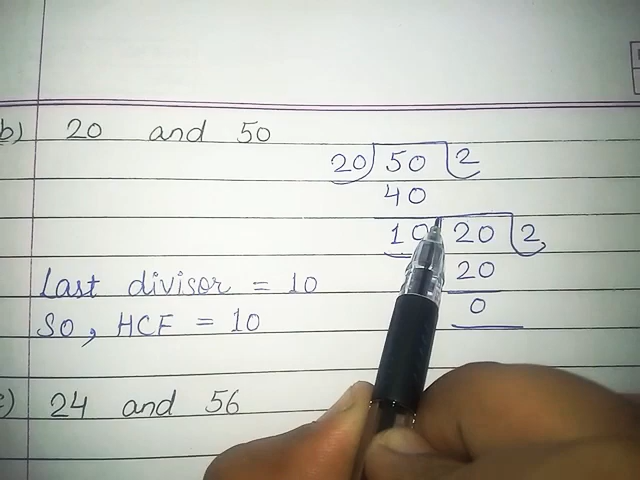 b) 20 and 50
20) 50 (2
40
10) 20 (2
20
0
Last divisor = 10
So, HCF = 10
c) 24 and 56